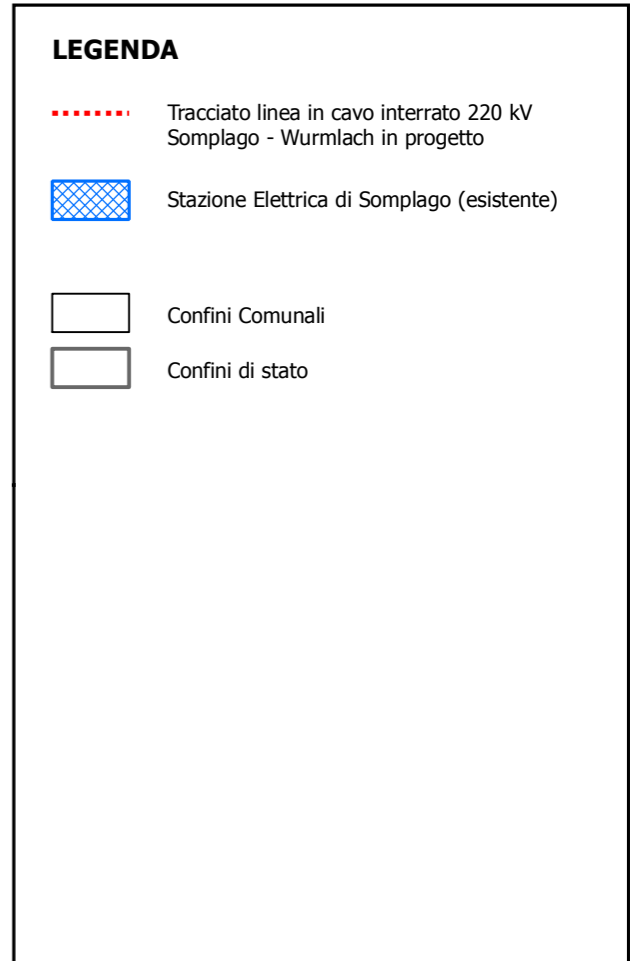 LEGENDA
Tracciato linea in cavo interrato 220 kV
Somplago - Wurmlach in progetto
Stazione Elettrica di Somplago (esistente)
Confini Comunali
Confini di stato